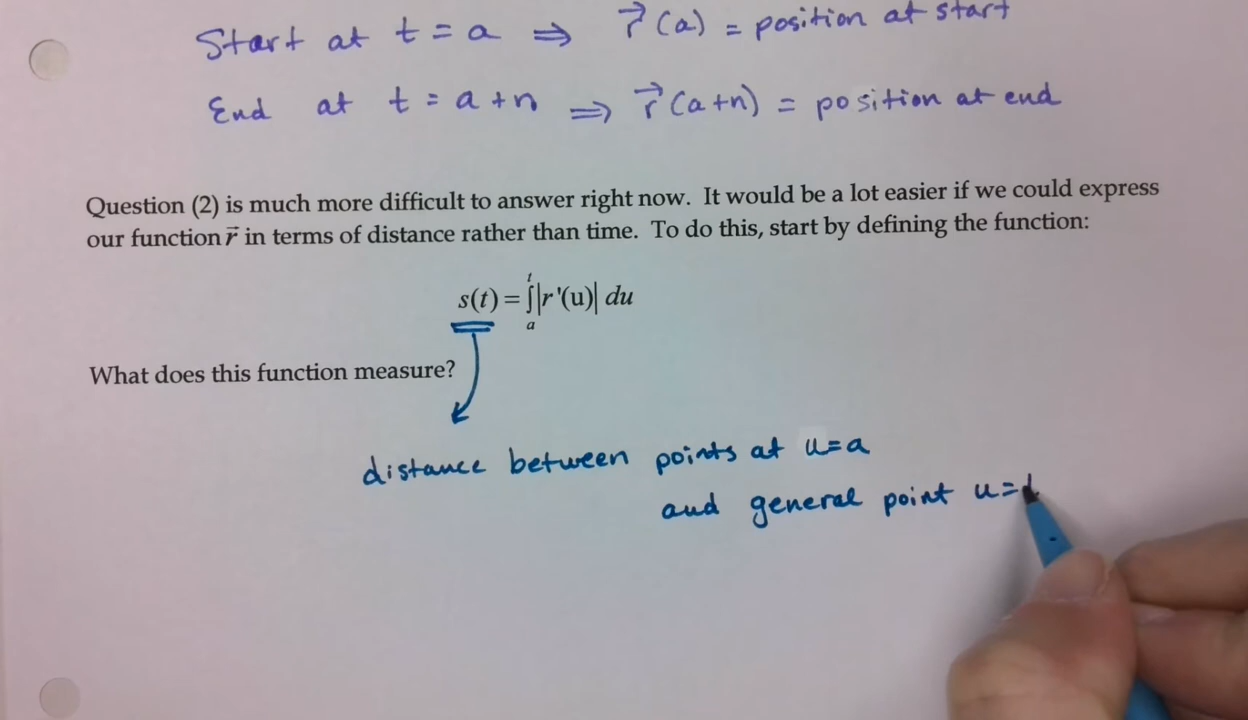 Start at t = a ⇒ r⃗(a) = position at start
End at t = a+n ⇒ r⃗(a+n) = position at end
Question (2) is much more difficult to answer right now. It would be a lot easier if we could express
our function r⃗ in terms of distance rather than time. To do this, start by defining the function:
s(t) = ∫ₐᵗ |r'(u)| du
What does this function measure?
distance between points at u=a
and general point u=